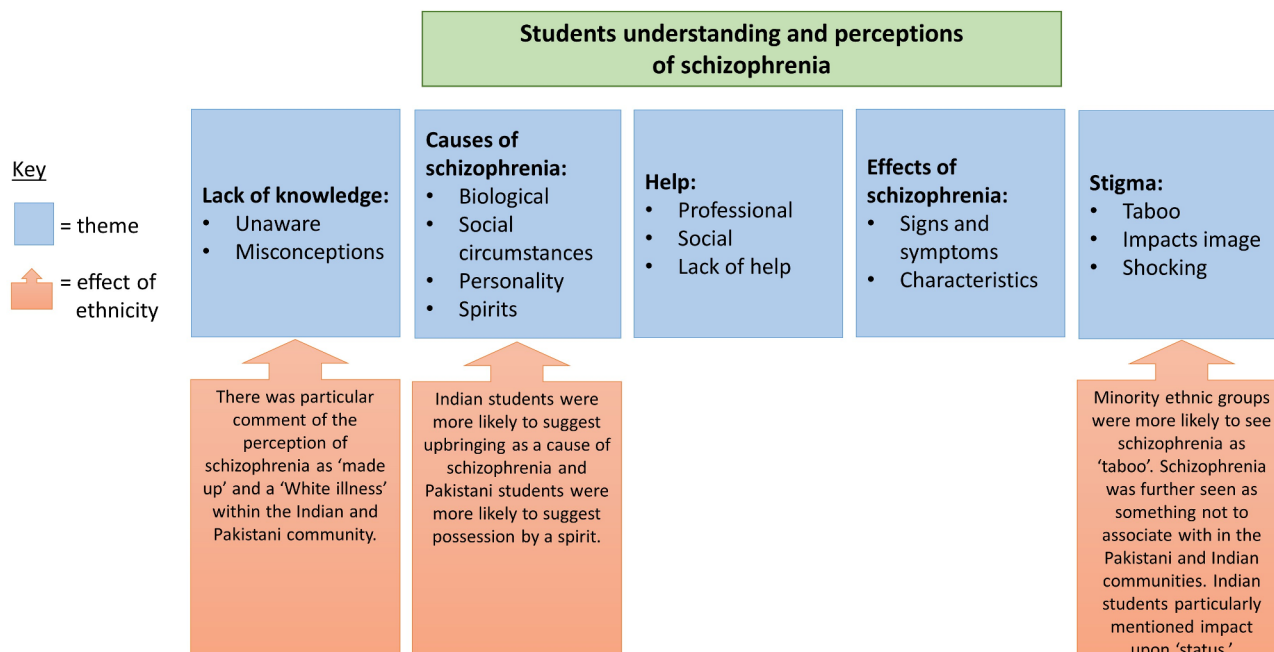 Students understanding and perceptions
of schizophrenia
Key
= theme
= effect of
ethnicity
Lack of knowledge:
• Unaware
• Misconceptions
Causes of
schizophrenia:
• Biological
• Social
circumstances
• Personality
• Spirits
Help:
• Professional
• Social
• Lack of help
Effects of
schizophrenia:
• Signs and
symptoms
• Characteristics
Stigma:
• Taboo
• Impacts image
• Shocking
There was particular
comment of the
perception of
schizophrenia as ‘made
up’ and a ‘White illness’
within the Indian and
Pakistani community.
Indian students were
more likely to suggest
upbringing as a cause of
schizophrenia and
Pakistani students were
more likely to suggest
possession by a spirit.
Minority ethnic groups
were more likely to see
schizophrenia as
‘taboo’. Schizophrenia
was further seen as
something not to
associate with in the
Pakistani and Indian
communities. Indian
students particularly
mentioned impact
upon ‘status.’